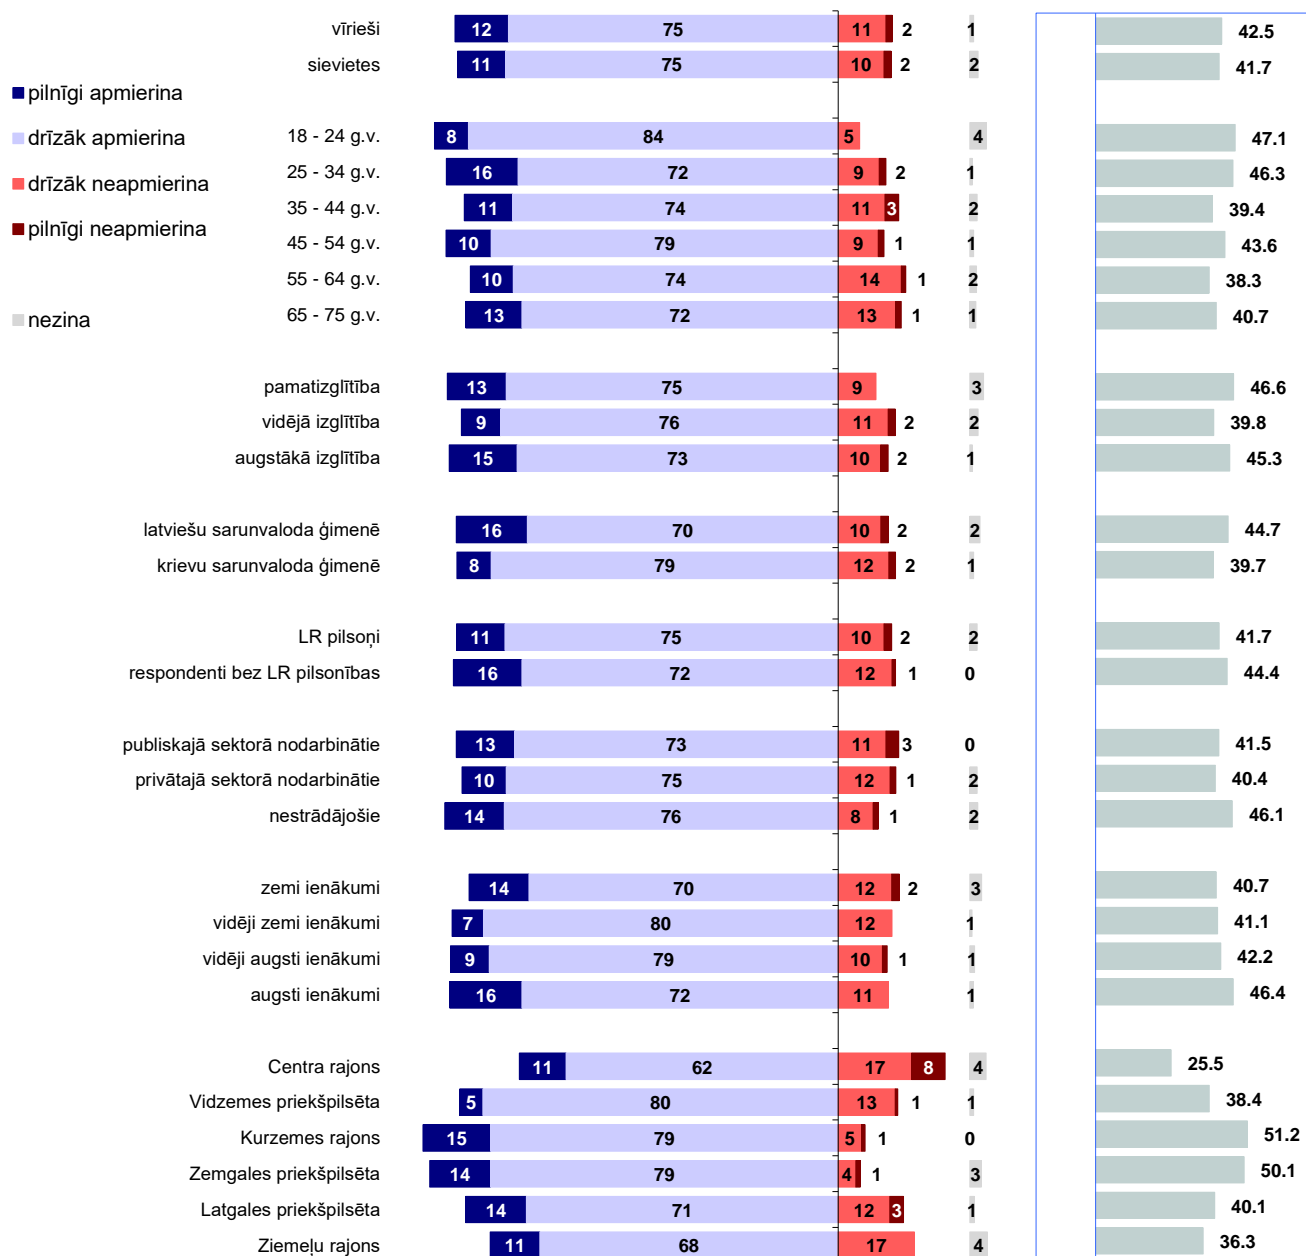 vīrieši 12 75 11 2 1 42.5
sievietes 11 75 10 2 2 41.7
pilnīgi apmierina
drīzāk apmierina
drīzāk neapmierina
pilnīgi neapmierina
nezina
18 - 24 g.v. 8 84 5 4 47.1
25 - 34 g.v. 16 72 9 2 1 46.3
35 - 44 g.v. 11 74 11 3 2 39.4
45 - 54 g.v. 10 79 9 1 1 43.6
55 - 64 g.v. 10 74 14 1 2 38.3
65 - 75 g.v. 13 72 13 1 1 40.7
pamatizglītība 13 75 9 3 46.6
vidējā izglītība 9 76 11 2 2 39.8
augstākā izglītība 15 73 10 2 1 45.3
latviešu sarunvaloda ģimenē 16 70 10 2 2 44.7
krievu sarunvaloda ģimenē 8 79 12 2 1 39.7
LR pilsoņi 11 75 10 2 2 41.7
respondenti bez LR pilsonības 16 72 12 1 0 44.4
publiskajā sektorā nodarbinātie 13 73 11 3 0 41.5
privātajā sektorā nodarbinātie 10 75 12 1 2 40.4
nestrādājošie 14 76 8 1 2 46.1
zemi ienākumi 14 70 12 2 3 40.7
vidēji zemi ienākumi 7 80 12 1 41.1
vidēji augsti ienākumi 9 79 10 1 1 42.2
augsti ienākumi 16 72 11 1 46.4
Centra rajons 11 62 17 8 4 25.5
Vidzemes priekšpilsēta 5 80 13 1 1 38.4
Kurzemes rajons 15 79 5 1 0 51.2
Zemgales priekšpilsēta 14 79 4 1 3 50.1
Latgales priekšpilsēta 14 71 12 3 1 40.1
Ziemeļu rajons 11 68 17 4 36.3